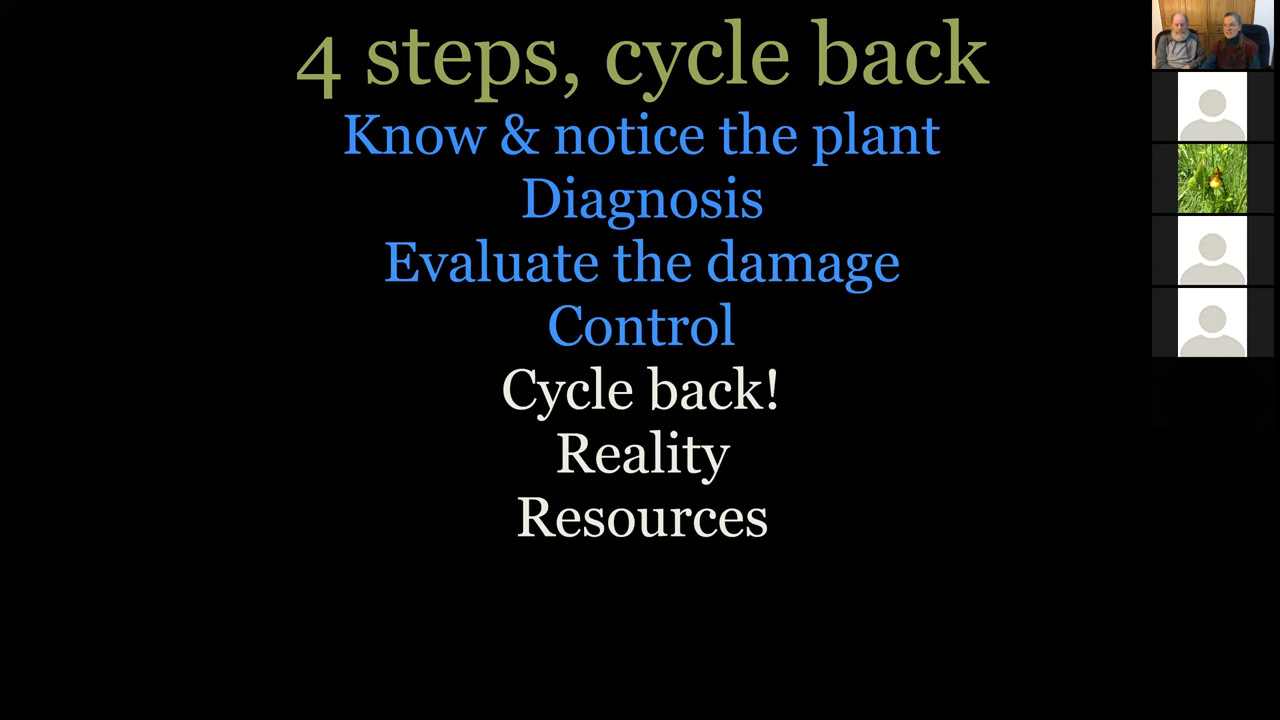 4 steps, cycle back
Know & notice the plant
Diagnosis
Evaluate the damage
Control
Cycle back!
Reality
Resources